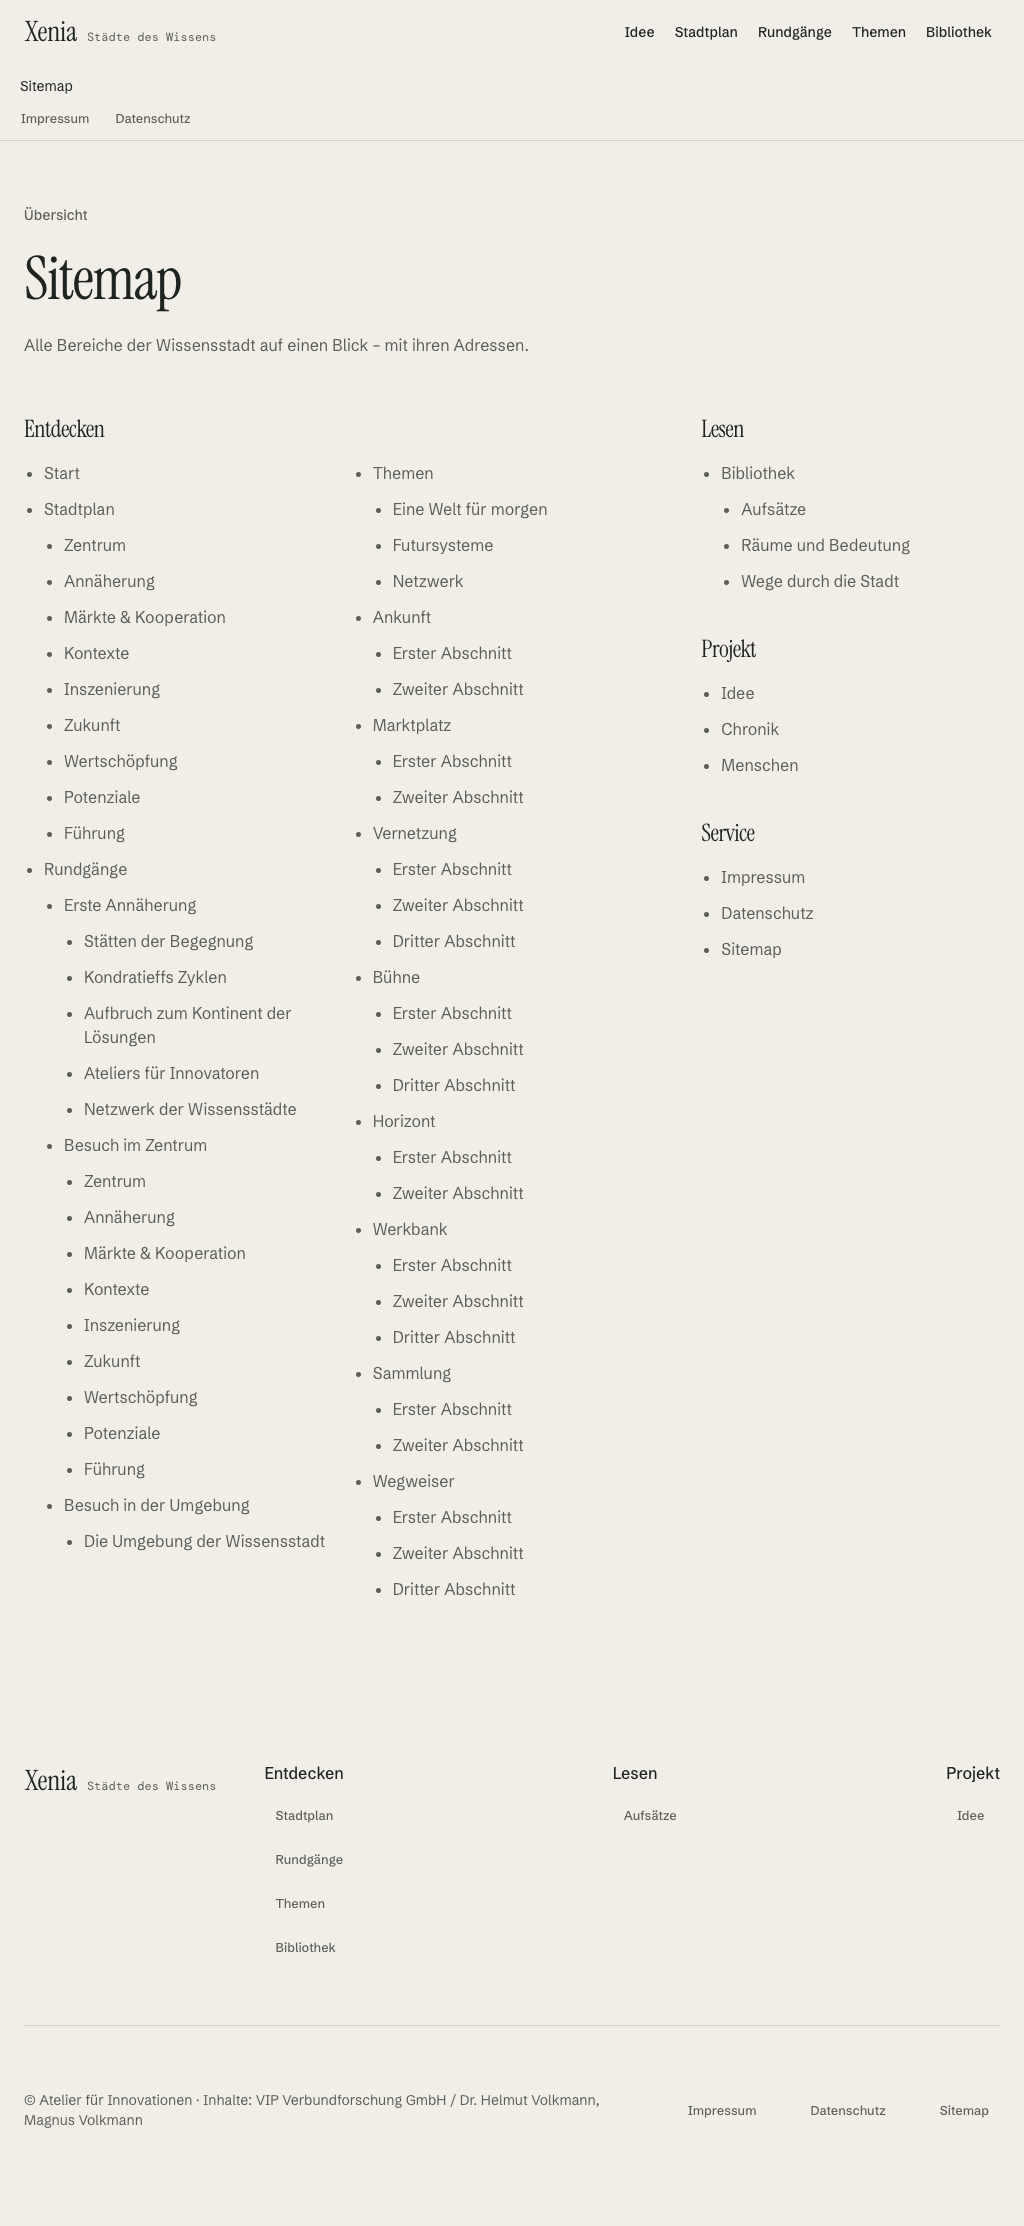 Xenia Städte des Wissens
Idee Stadtplan Rundgänge Themen Bibliothek
Sitemap
Impressum Datenschutz
Übersicht
Sitemap
Alle Bereiche der Wissensstadt auf einen Blick – mit ihren Adressen.
Entdecken
Start
Stadtplan
Zentrum
Annäherung
Märkte & Kooperation
Kontexte
Inszenierung
Zukunft
Wertschöpfung
Potenziale
Führung
Rundgänge
Erste Annäherung
Stätten der Begegnung
Kondratieffs Zyklen
Aufbruch zum Kontinent der
Lösungen
Ateliers für Innovatoren
Netzwerk der Wissensstädte
Besuch im Zentrum
Zentrum
Annäherung
Märkte & Kooperation
Kontexte
Inszenierung
Zukunft
Wertschöpfung
Potenziale
Führung
Besuch in der Umgebung
Die Umgebung der Wissensstadt
Themen
Eine Welt für morgen
Futursysteme
Netzwerk
Ankunft
Erster Abschnitt
Zweiter Abschnitt
Marktplatz
Erster Abschnitt
Zweiter Abschnitt
Vernetzung
Erster Abschnitt
Zweiter Abschnitt
Dritter Abschnitt
Bühne
Erster Abschnitt
Zweiter Abschnitt
Dritter Abschnitt
Horizont
Erster Abschnitt
Zweiter Abschnitt
Werkbank
Erster Abschnitt
Zweiter Abschnitt
Dritter Abschnitt
Sammlung
Erster Abschnitt
Zweiter Abschnitt
Wegweiser
Erster Abschnitt
Zweiter Abschnitt
Dritter Abschnitt
Lesen
Bibliothek
Aufsätze
Räume und Bedeutung
Wege durch die Stadt
Projekt
Idee
Chronik
Menschen
Service
Impressum
Datenschutz
Sitemap
Xenia Städte des Wissens
Entdecken
Stadtplan
Rundgänge
Themen
Bibliothek
Lesen
Aufsätze
Projekt
Idee
© Atelier für Innovationen · Inhalte: VIP Verbundforschung GmbH / Dr. Helmut Volkmann,
Magnus Volkmann
Impressum Datenschutz Sitemap